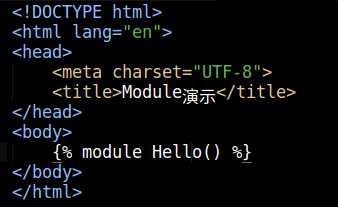 <!DOCTYPE html>
<html lang="en">
<head>
    <meta charset="UTF-8">
    <title>Module演示</title>
</head>
<body>
    {% module Hello() %}
</body>
</html>